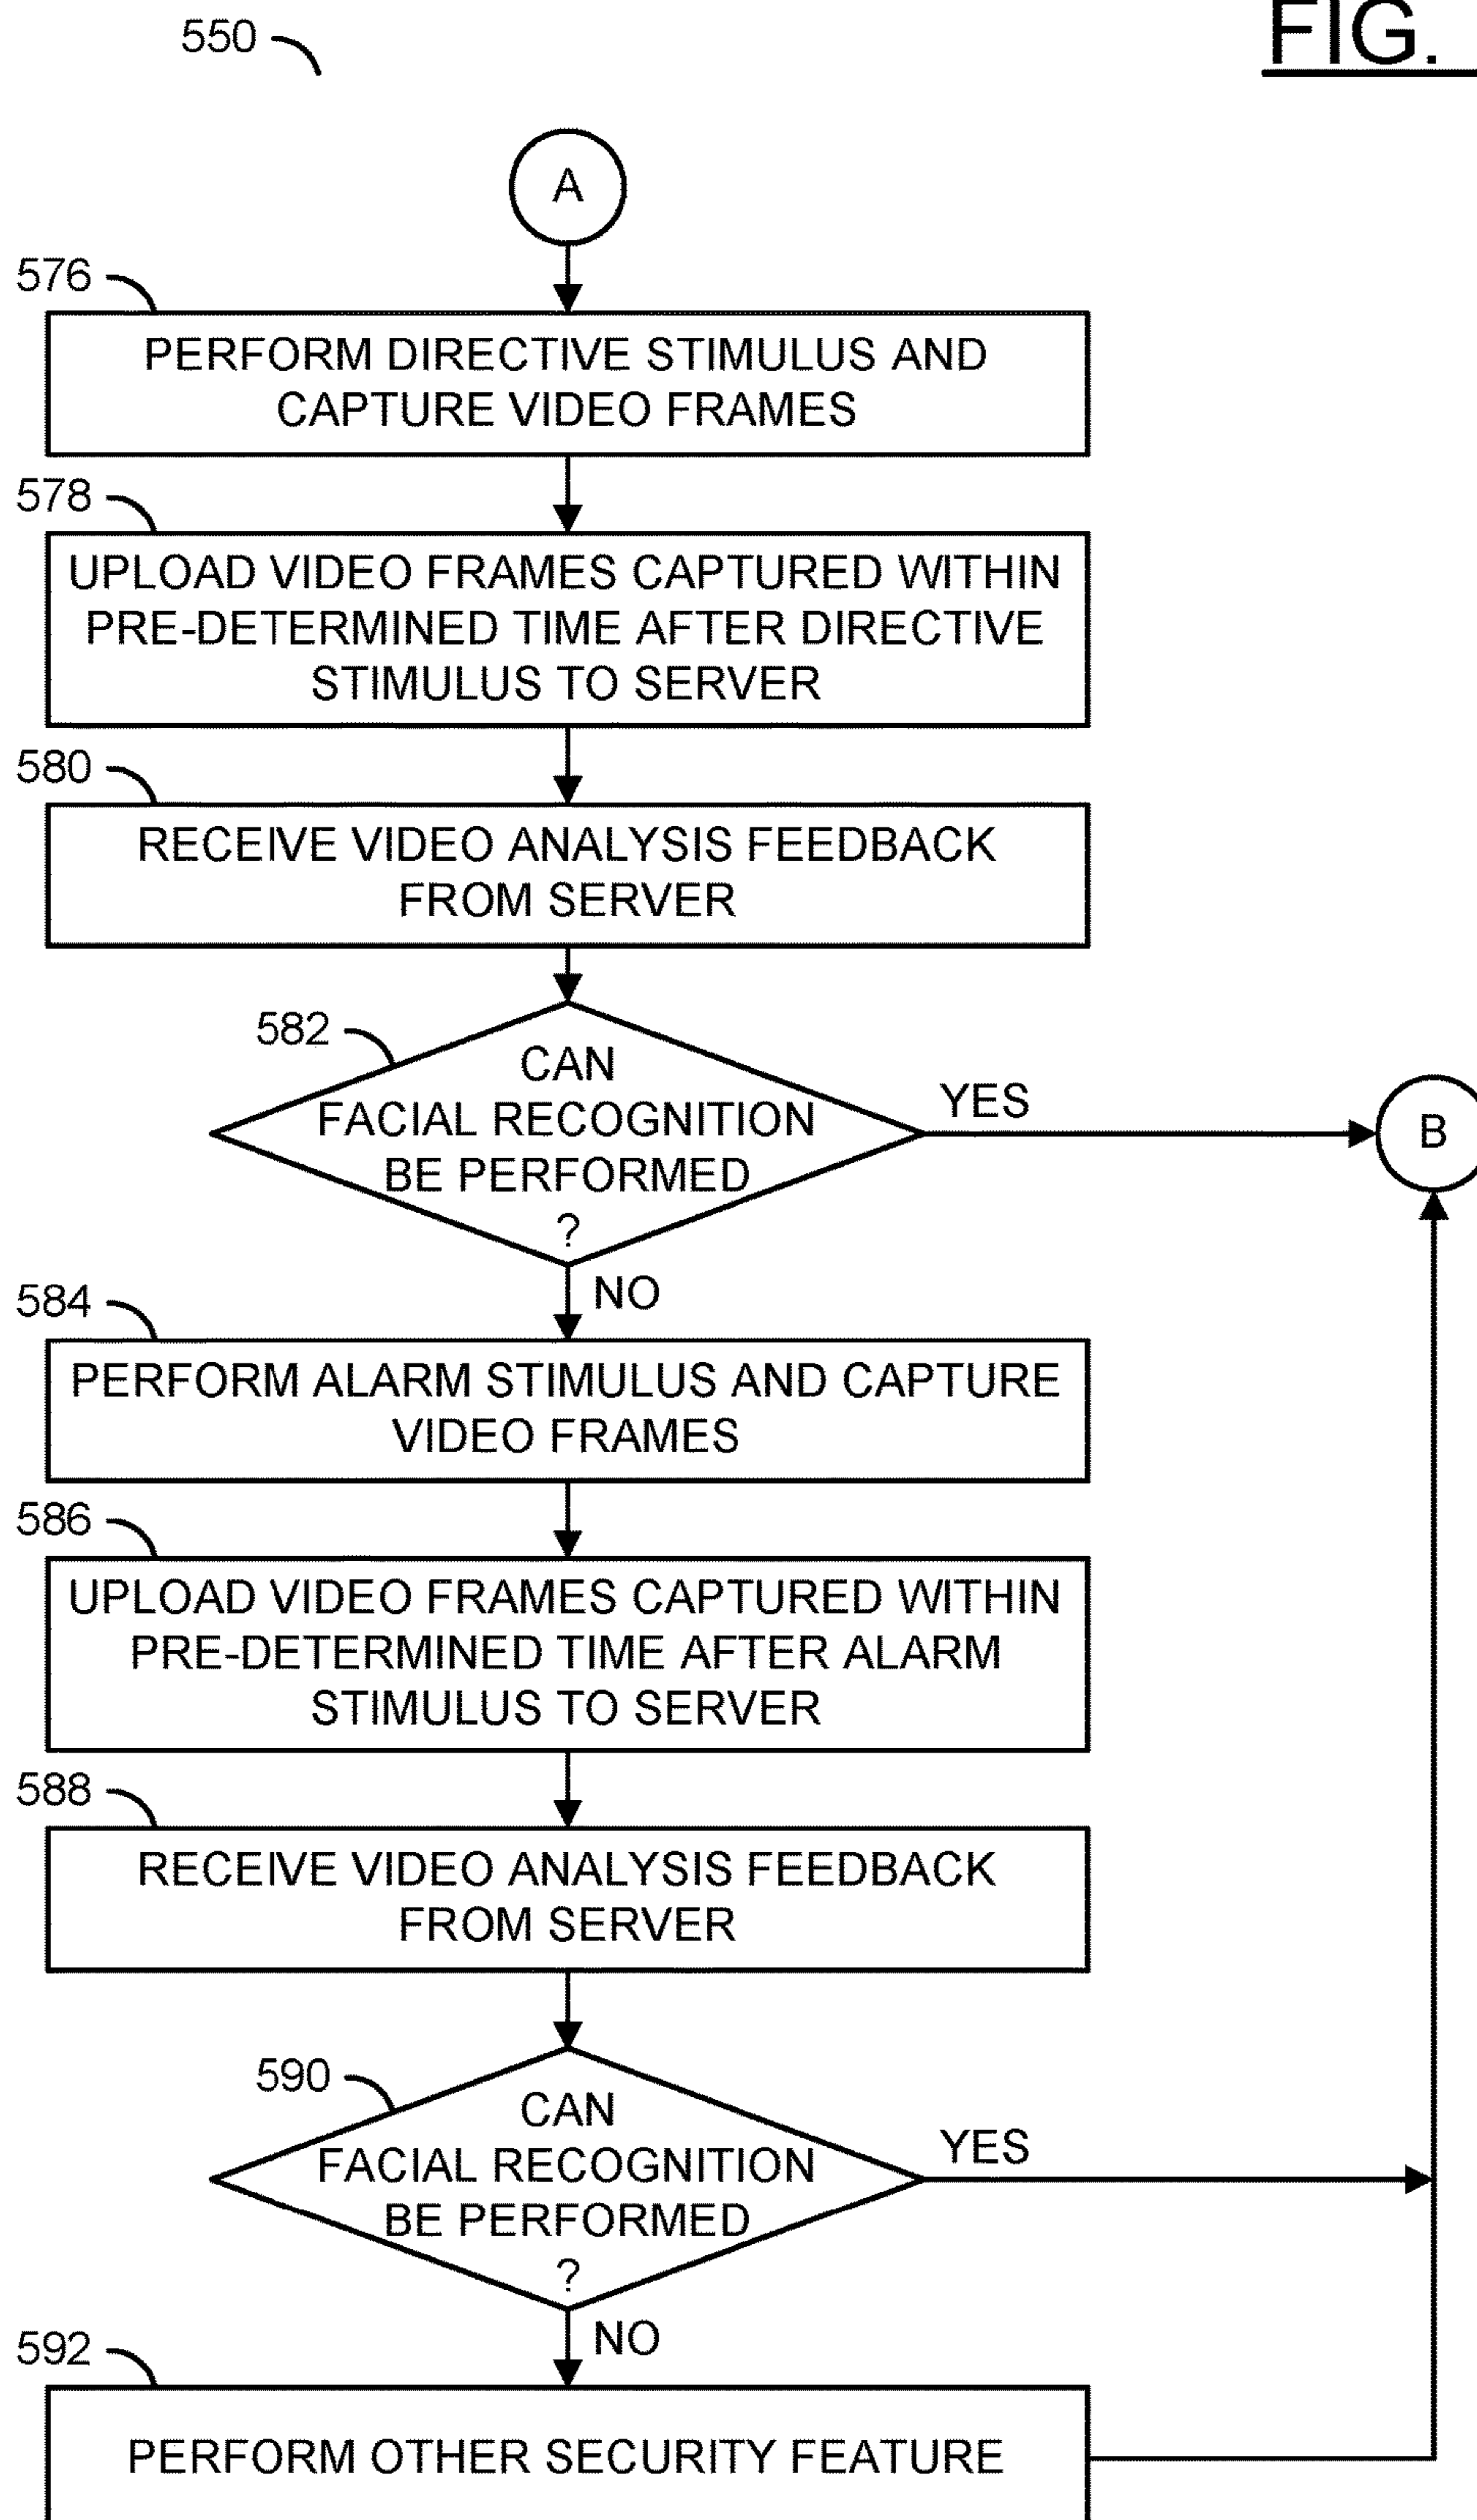 550
FIG.
A
576
PERFORM DIRECTIVE STIMULUS AND
CAPTURE VIDEO FRAMES
578
UPLOAD VIDEO FRAMES CAPTURED WITHIN
PRE-DETERMINED TIME AFTER DIRECTIVE
STIMULUS TO SERVER
580
RECEIVE VIDEO ANALYSIS FEEDBACK
FROM SERVER
582
CAN
FACIAL RECOGNITION
BE PERFORMED
?
YES
B
NO
584
PERFORM ALARM STIMULUS AND CAPTURE
VIDEO FRAMES
586
UPLOAD VIDEO FRAMES CAPTURED WITHIN
PRE-DETERMINED TIME AFTER ALARM
STIMULUS TO SERVER
588
RECEIVE VIDEO ANALYSIS FEEDBACK
FROM SERVER
590
CAN
FACIAL RECOGNITION
BE PERFORMED
?
YES
NO
592
PERFORM OTHER SECURITY FEATURE